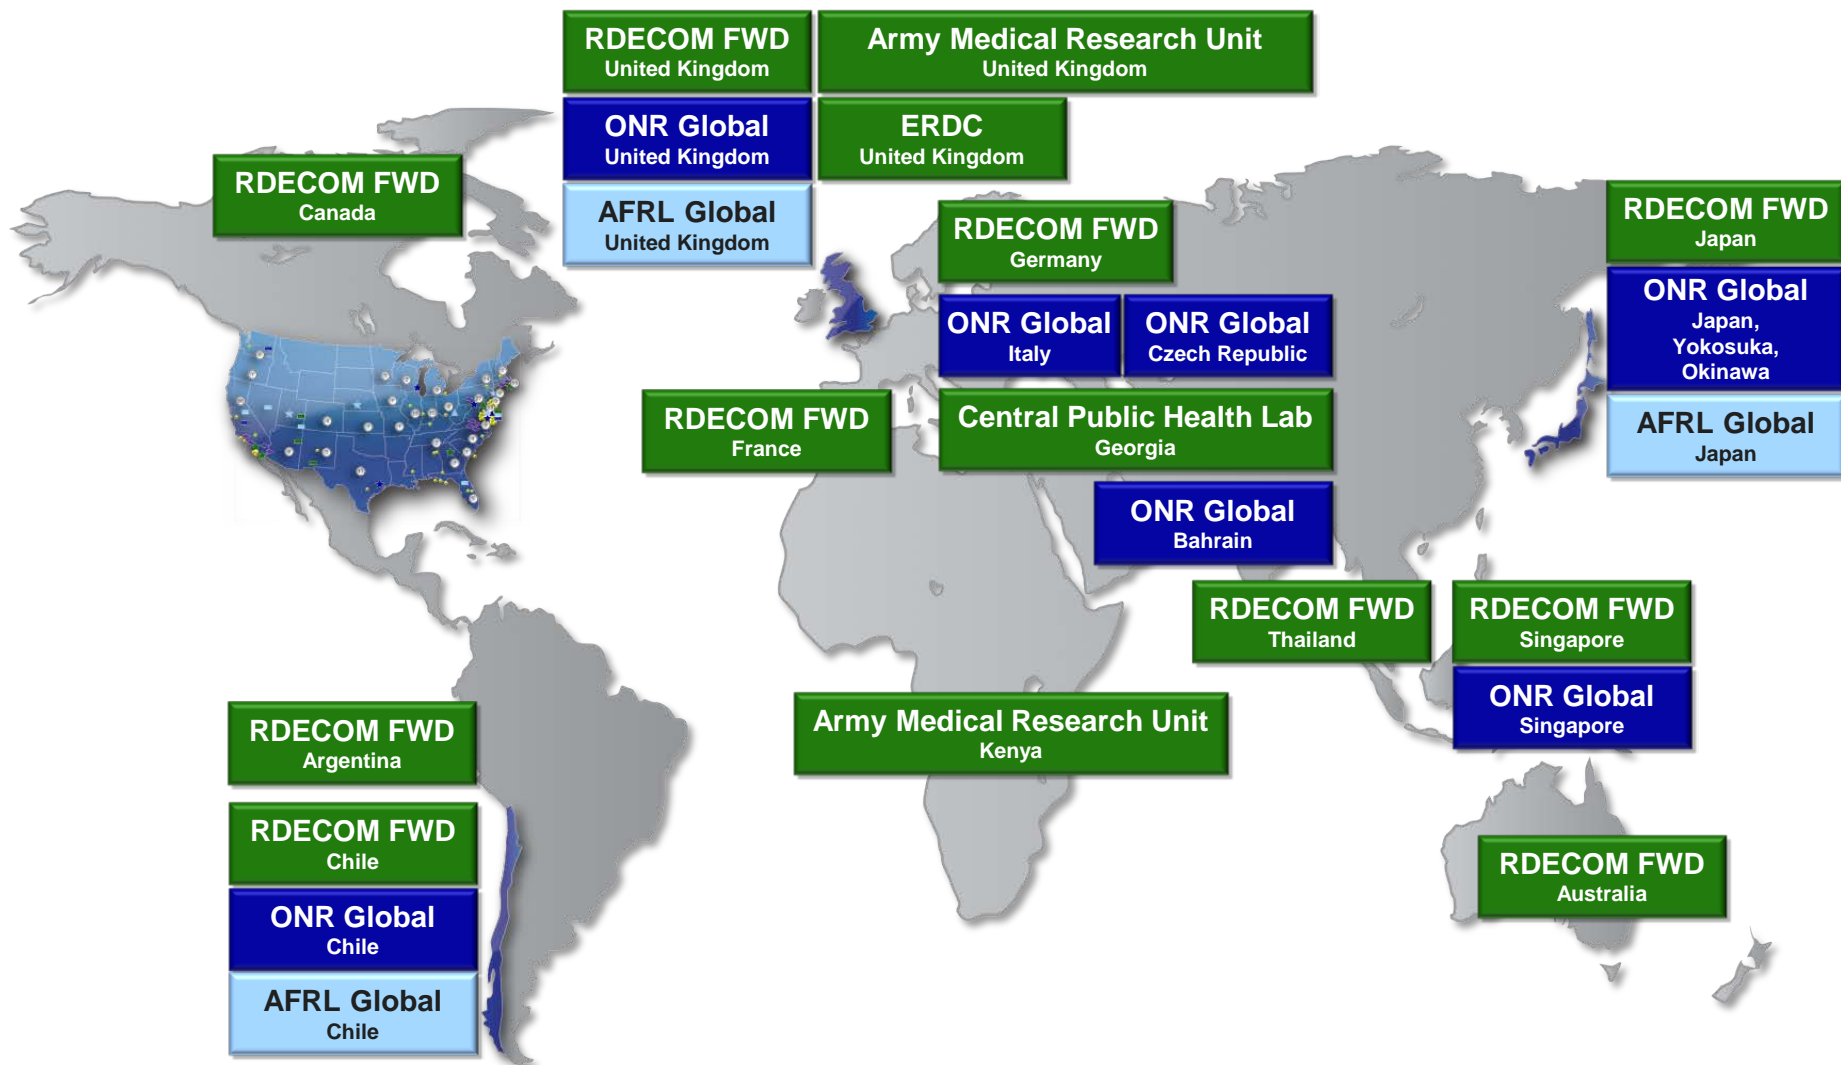 RDECOM FWD
United Kingdom
Army Medical Research Unit
United Kingdom
ONR Global
United Kingdom
ERDC
United Kingdom
AFRL Global
United Kingdom
RDECOM FWD
Canada
RDECOM FWD
Germany
RDECOM FWD
Japan
ONR Global
Japan,
Yokosuka,
Okinawa
AFRL Global
Japan
ONR Global
Italy
ONR Global
Czech Republic
RDECOM FWD
France
Central Public Health Lab
Georgia
ONR Global
Bahrain
RDECOM FWD
Thailand
RDECOM FWD
Singapore
ONR Global
Singapore
Army Medical Research Unit
Kenya
RDECOM FWD
Argentina
RDECOM FWD
Chile
ONR Global
Chile
AFRL Global
Chile
RDECOM FWD
Australia